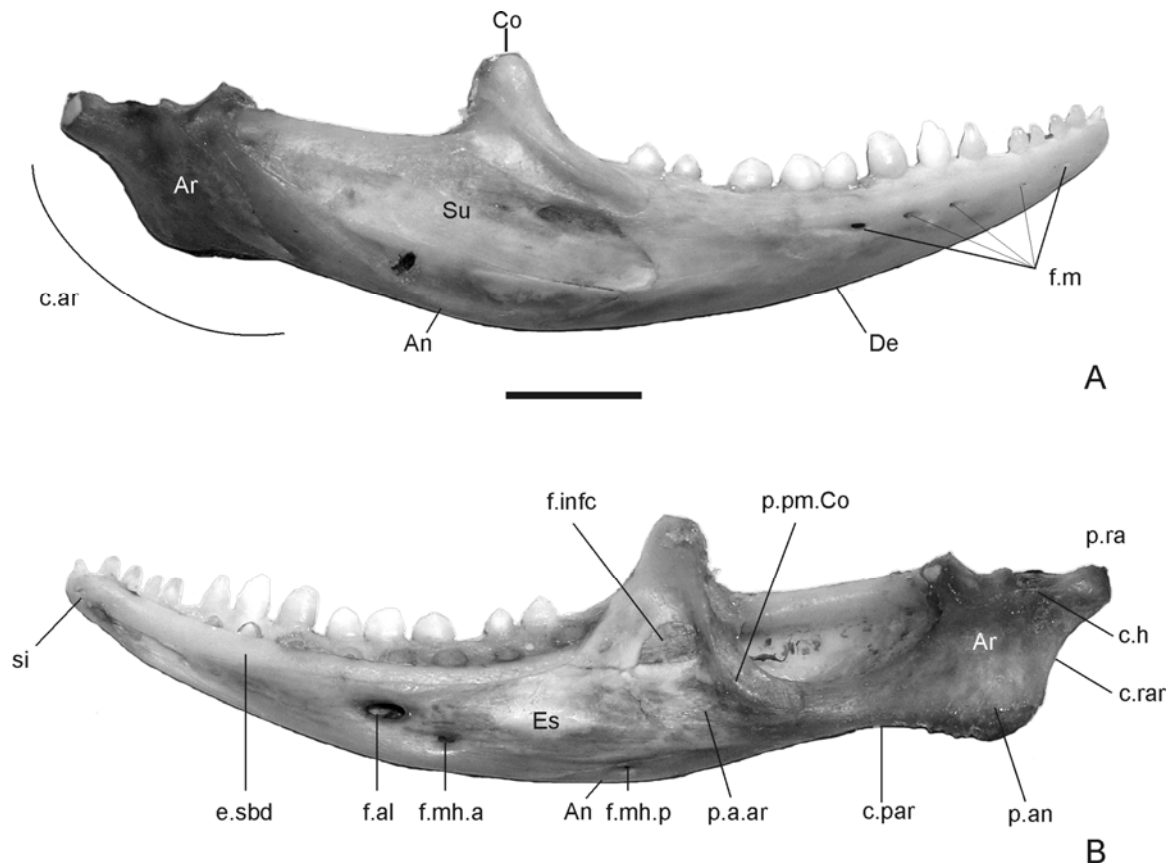 Co
Ar
Su
c.ar
f.m
An
De
A
f.infc
p.pm.Co
p.ra
Ar
c.h
si
c.rar
Es
e.sbd
f.al
f.mh.a
An
f.mh.p
p.a.ar
c.par
p.an
B